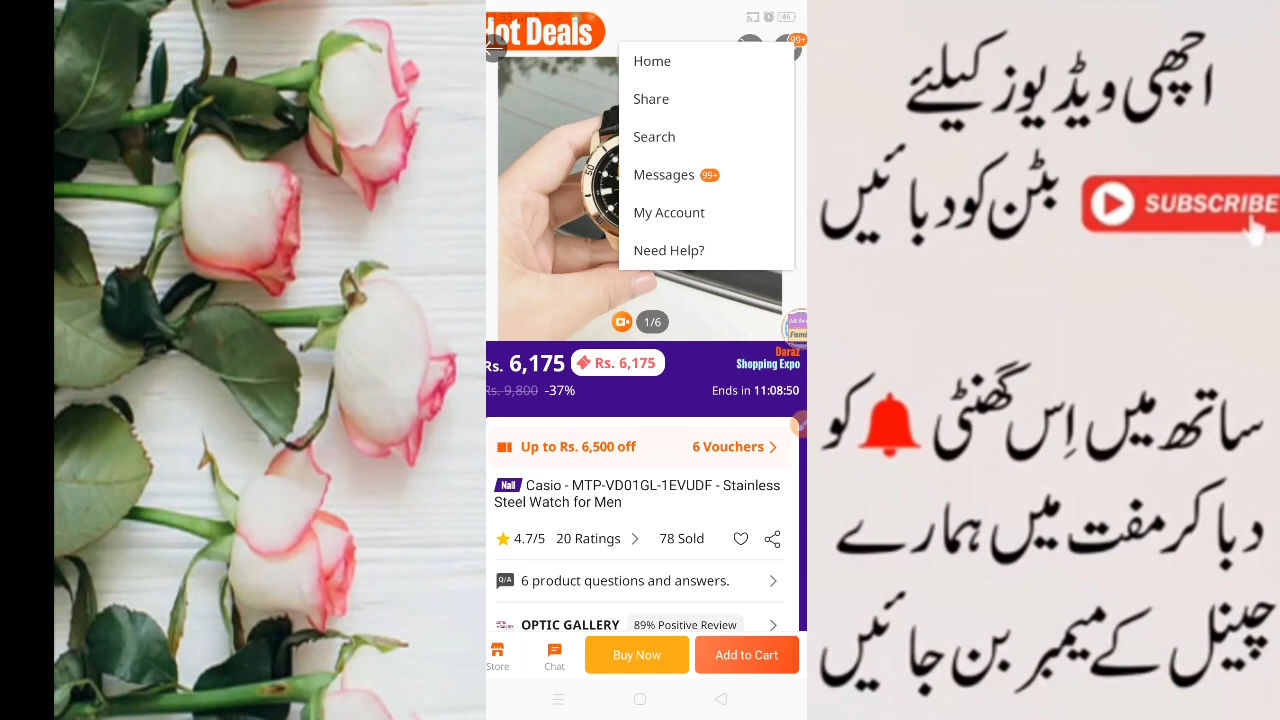 Hot Deals
46
99+
Home
Share
Search
Messages 99+
My Account
Need Help?
50
1/6
Rs. 6,175 Rs. 6,175
Daraz
Shopping Expo
Rs. 9,800 -37%
Ends in 11:08:50
Up to Rs. 6,500 off
6 Vouchers
Mall Casio - MTP-VD01GL-1EVUDF - Stainless
Steel Watch for Men
4.7/5 20 Ratings 78 Sold
Q/A 6 product questions and answers.
OPTIC GALLERY 89% Positive Review
Store
Chat
Buy Now
Add to Cart
اچھی ویڈیوز کیلئے
بٹن کو دبائیں SUBSCRIBE
ساتھ میں اِس گھنٹی کو
دبا کر مفت میں ہمارے
چینل کے میمبر بن جائیں